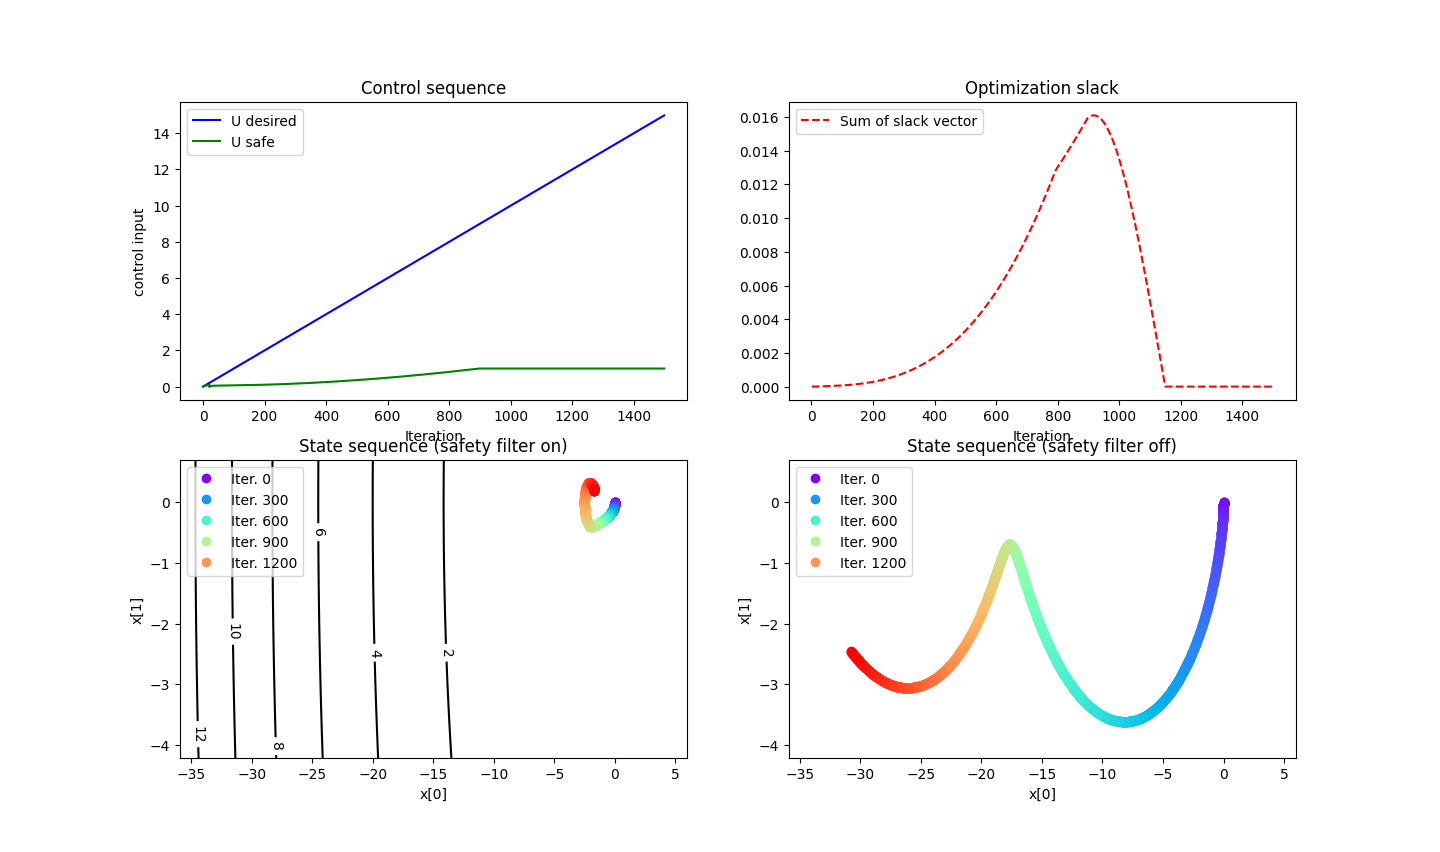 Control sequence
U desired
U safe
control input
14
12
10
8
6
4
2
0
0 200 400 600 800 1000 1200 1400
Iteration
Optimization slack
Sum of slack vector
0.016
0.014
0.012
0.010
0.008
0.006
0.004
0.002
0.000
0 200 400 600 800 1000 1200 1400
Iteration
State sequence (safety filter on)
Iter. 0
Iter. 300
Iter. 600
Iter. 900
Iter. 1200
x[1]
0
−1
−2
−3
−4
12
10
8
6
4
2
−35 −30 −25 −20 −15 −10 −5 0 5
x[0]
State sequence (safety filter off)
Iter. 0
Iter. 300
Iter. 600
Iter. 900
Iter. 1200
x[1]
0
−1
−2
−3
−4
−35 −30 −25 −20 −15 −10 −5 0 5
x[0]